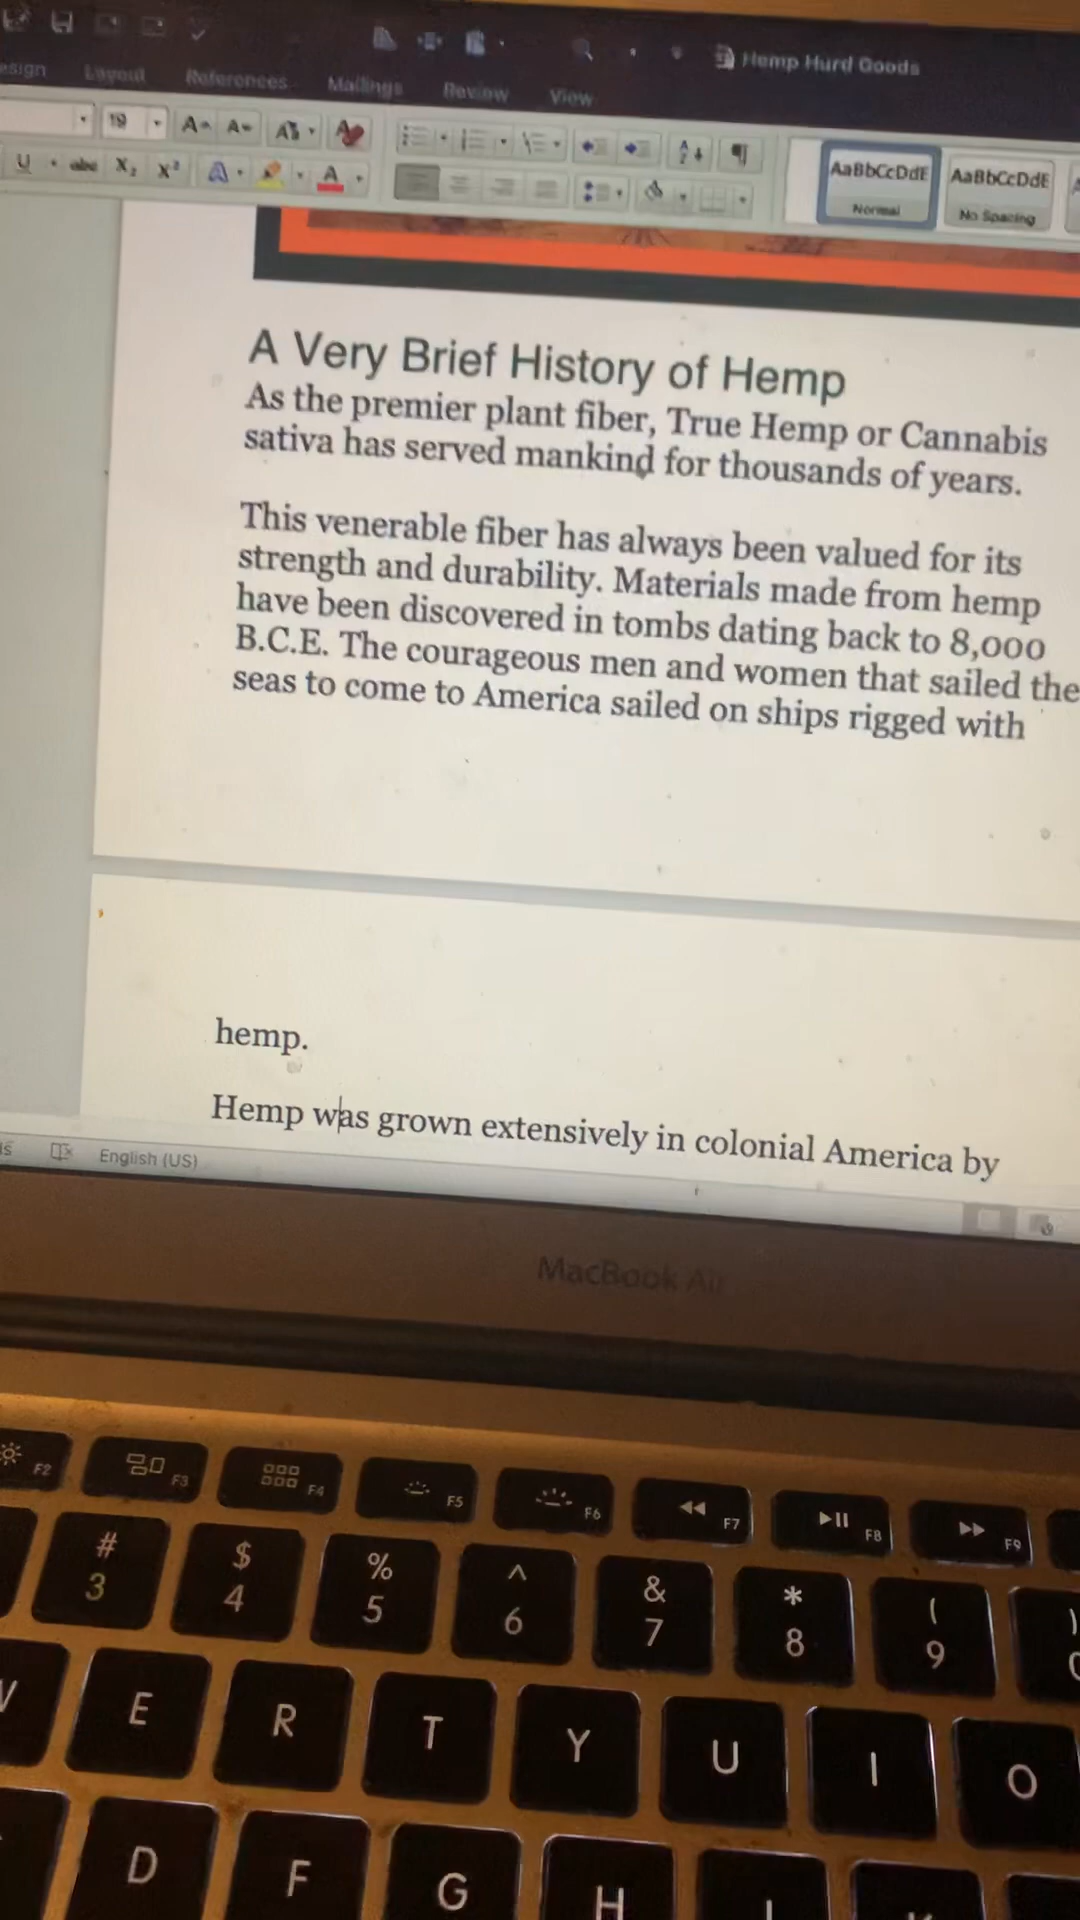 Hemp Hurd Goods
esign Layout References Mailings Review View
19 A A A A
AaBbCcDdE AaBbCcDdE
U abc X₂ X² A A
Normal No Spacing
A Very Brief History of Hemp
As the premier plant fiber, True Hemp or Cannabis
sativa has served mankind for thousands of years.
This venerable fiber has always been valued for its
strength and durability. Materials made from hemp
have been discovered in tombs dating back to 8,000
B.C.E. The courageous men and women that sailed the
seas to come to America sailed on ships rigged with
hemp.
Hemp was grown extensively in colonial America by
English (US)
MacBook Air
F2 F3 F4 F5 F6 F7 F8 F9
# $ % ^ & * ( )
3 4 5 6 7 8 9
E R T Y U I O
D F G H